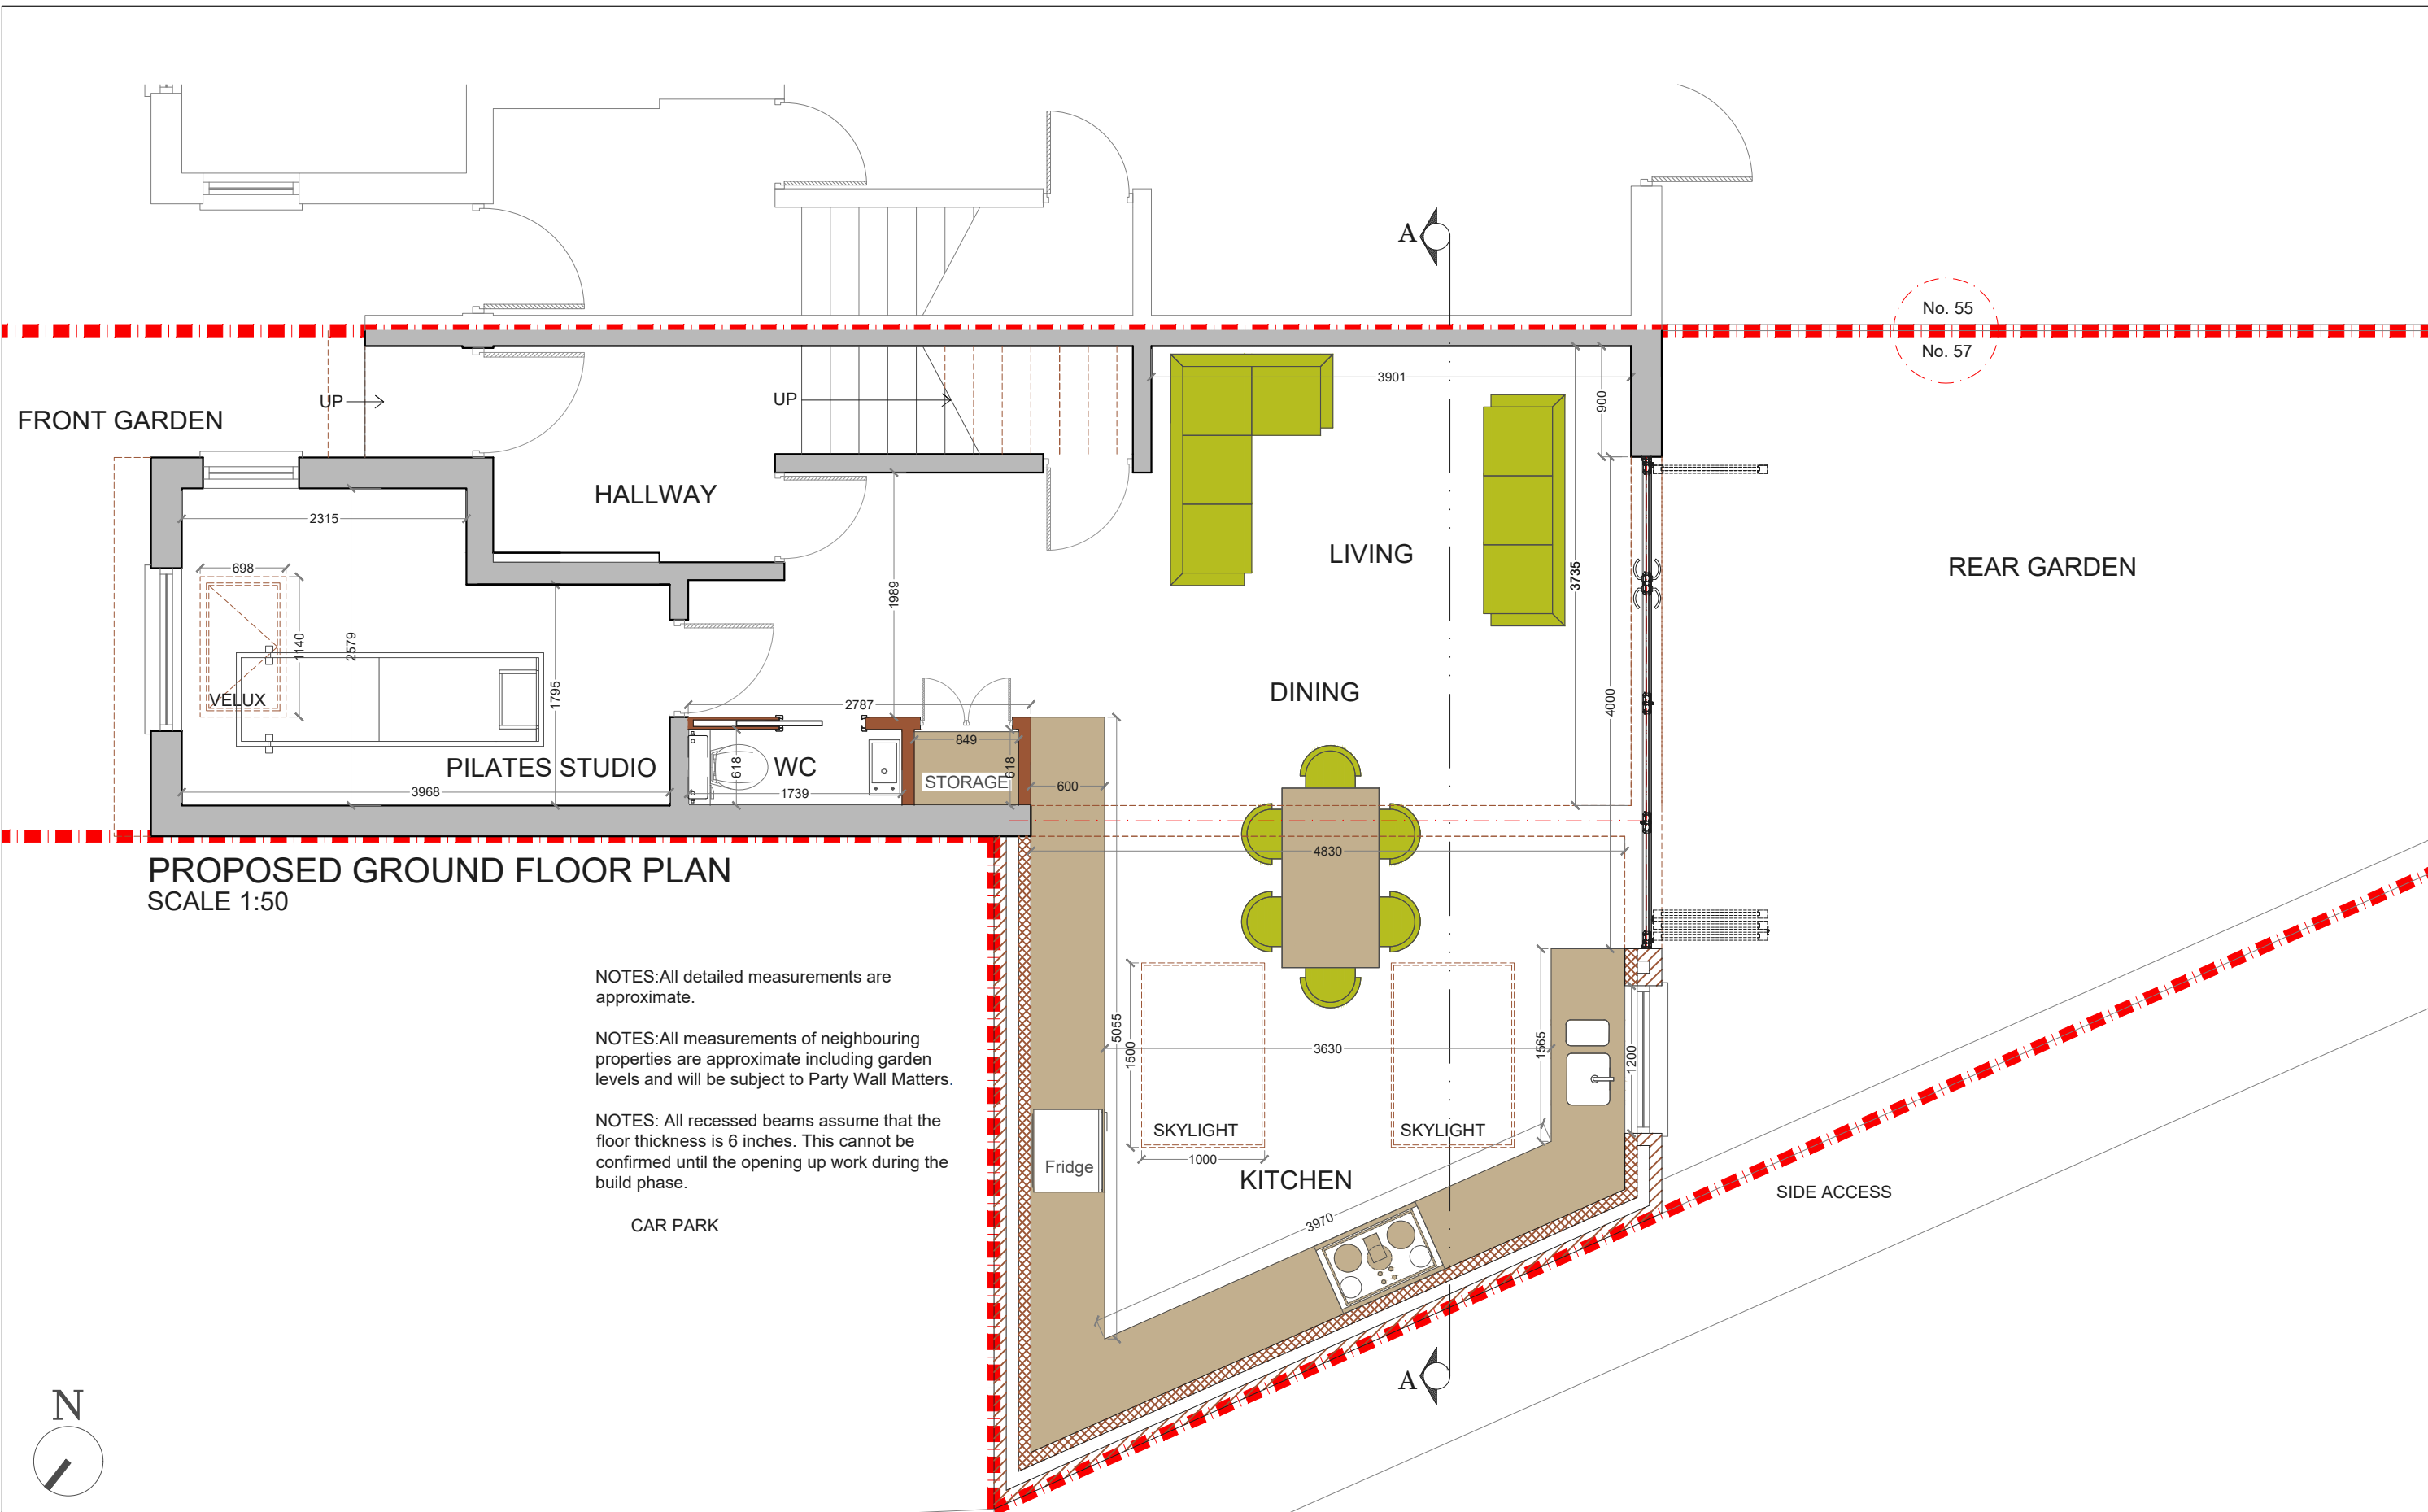 A
No. 55
No. 57
3901
900
UP
UP
FRONT GARDEN
HALLWAY
2315
LIVING
REAR GARDEN
698
3735
1989
1140
2579
1795
VELUX
DINING
4000
2787
849
618
618
STORAGE
WC
PILATES STUDIO
3968
1739
600
4830
PROPOSED GROUND FLOOR PLAN
SCALE 1:50
NOTES:All detailed measurements are
approximate.
NOTES:All measurements of neighbouring
properties are approximate including garden
levels and will be subject to Party Wall Matters.
NOTES: All recessed beams assume that the
floor thickness is 6 inches. This cannot be
confirmed until the opening up work during the
build phase.
CAR PARK
5055
1500
3630
1565
1200
SKYLIGHT
SKYLIGHT
1000
Fridge
KITCHEN
3970
SIDE ACCESS
A
N